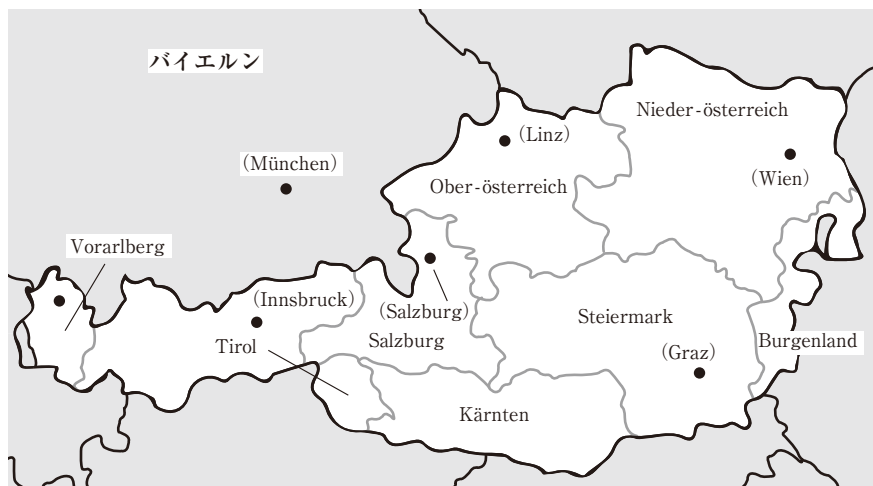 バイエルン
Nieder-österreich
(Linz)
(München)
(Wien)
Ober-österreich
Vorarlberg
(Innsbruck)
(Salzburg)
Steiermark
Salzburg
Tirol
Burgenland
(Graz)
Kärnten